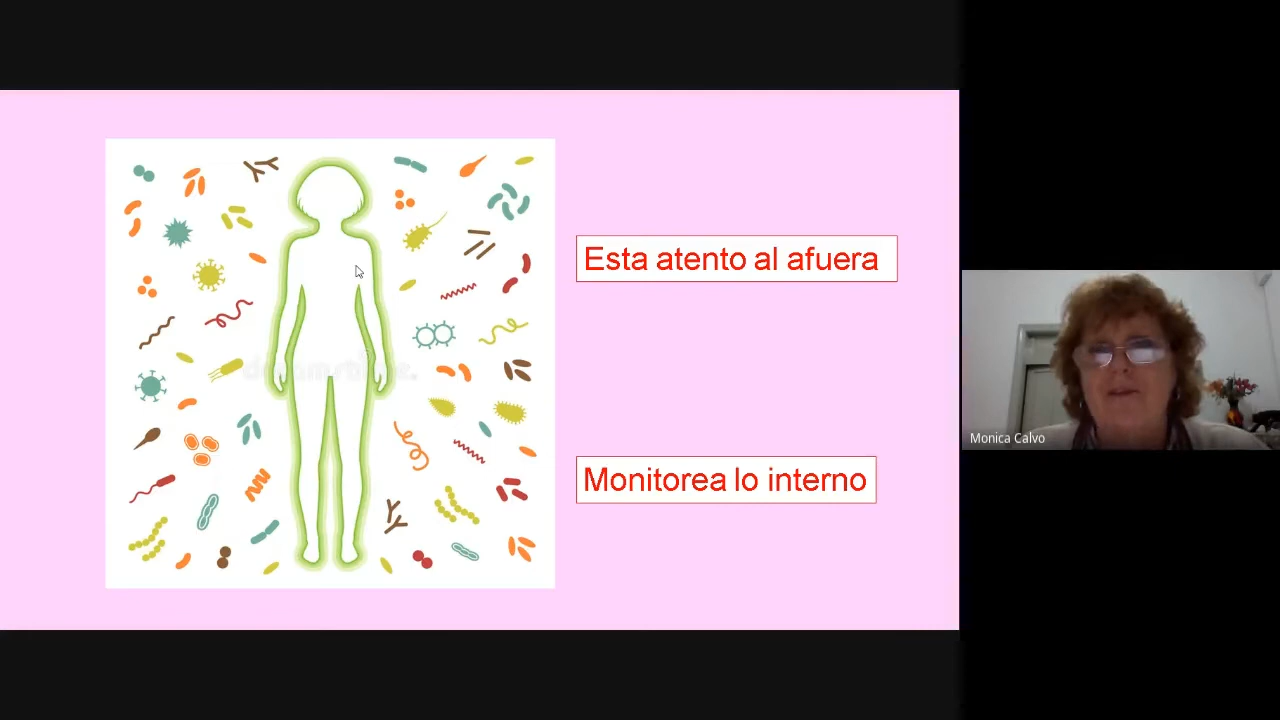 Esta atento al afuera
Monitorea lo interno
Monica Calvo